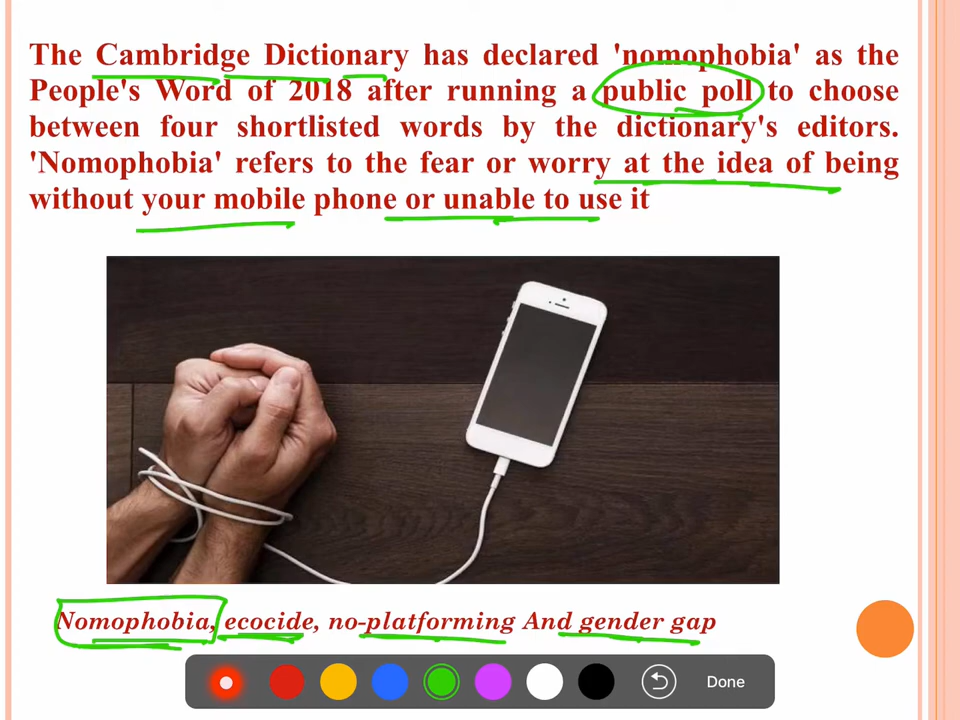 The Cambridge Dictionary has declared 'nomophobia' as the
People's Word of 2018 after running a public poll to choose
between four shortlisted words by the dictionary's editors.
'Nomophobia' refers to the fear or worry at the idea of being
without your mobile phone or unable to use it
Nomophobia, ecocide, no-platforming And gender gap
Done